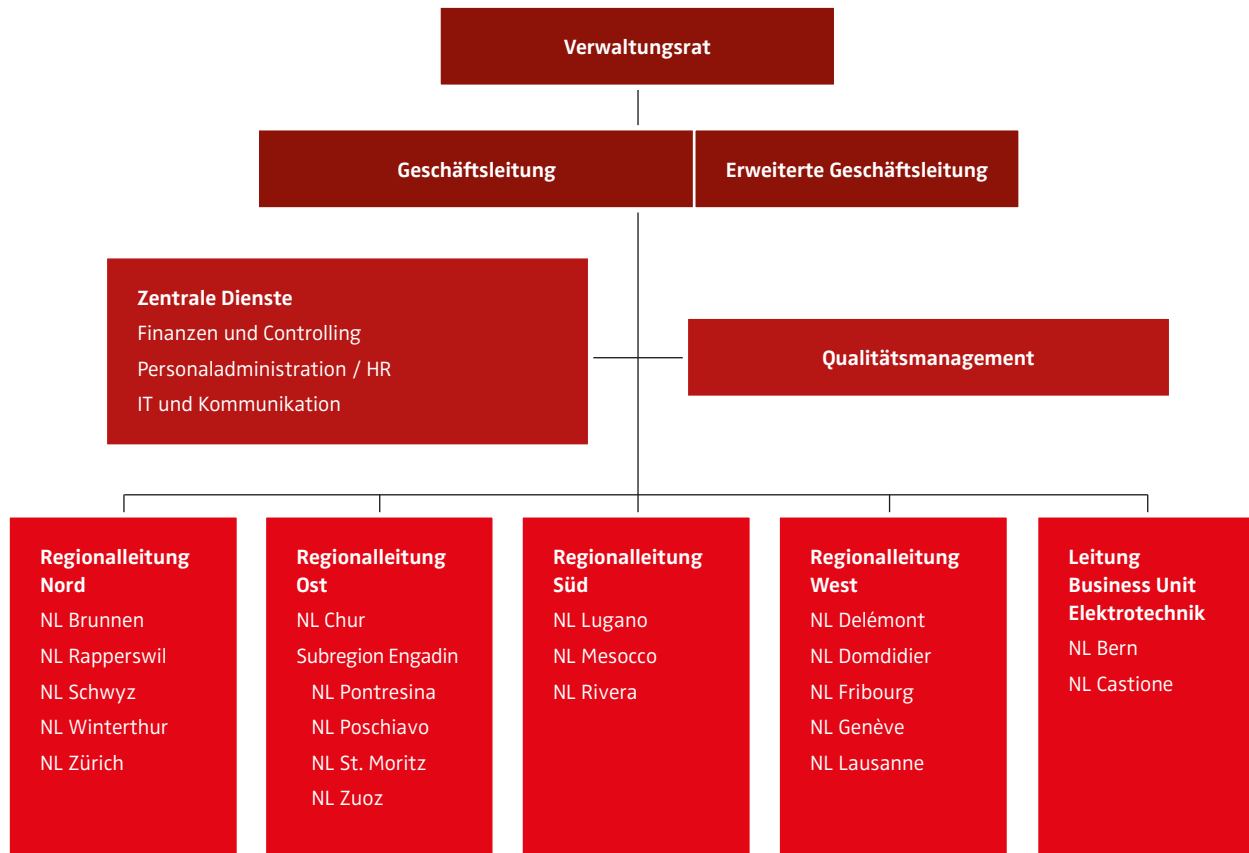 Verwaltungsrat
Geschäftsleitung
Erweiterte Geschäftsleitung
Zentrale Dienste
Finanzen und Controlling
Personaladministration / HR
IT und Kommunikation
Qualitätsmanagement
Regionalleitung
Nord
NL Brunnen
NL Rapperswil
NL Schwyz
NL Winterthur
NL Zürich
Regionalleitung
Ost
NL Chur
Subregion Engadin
NL Pontresina
NL Poschiavo
NL St. Moritz
NL Zuoz
Regionalleitung
Süd
NL Lugano
NL Mesocco
NL Rivera
Regionalleitung
West
NL Delémont
NL Domdidier
NL Fribourg
NL Genève
NL Lausanne
Leitung
Business Unit
Elektrotechnik
NL Bern
NL Castione